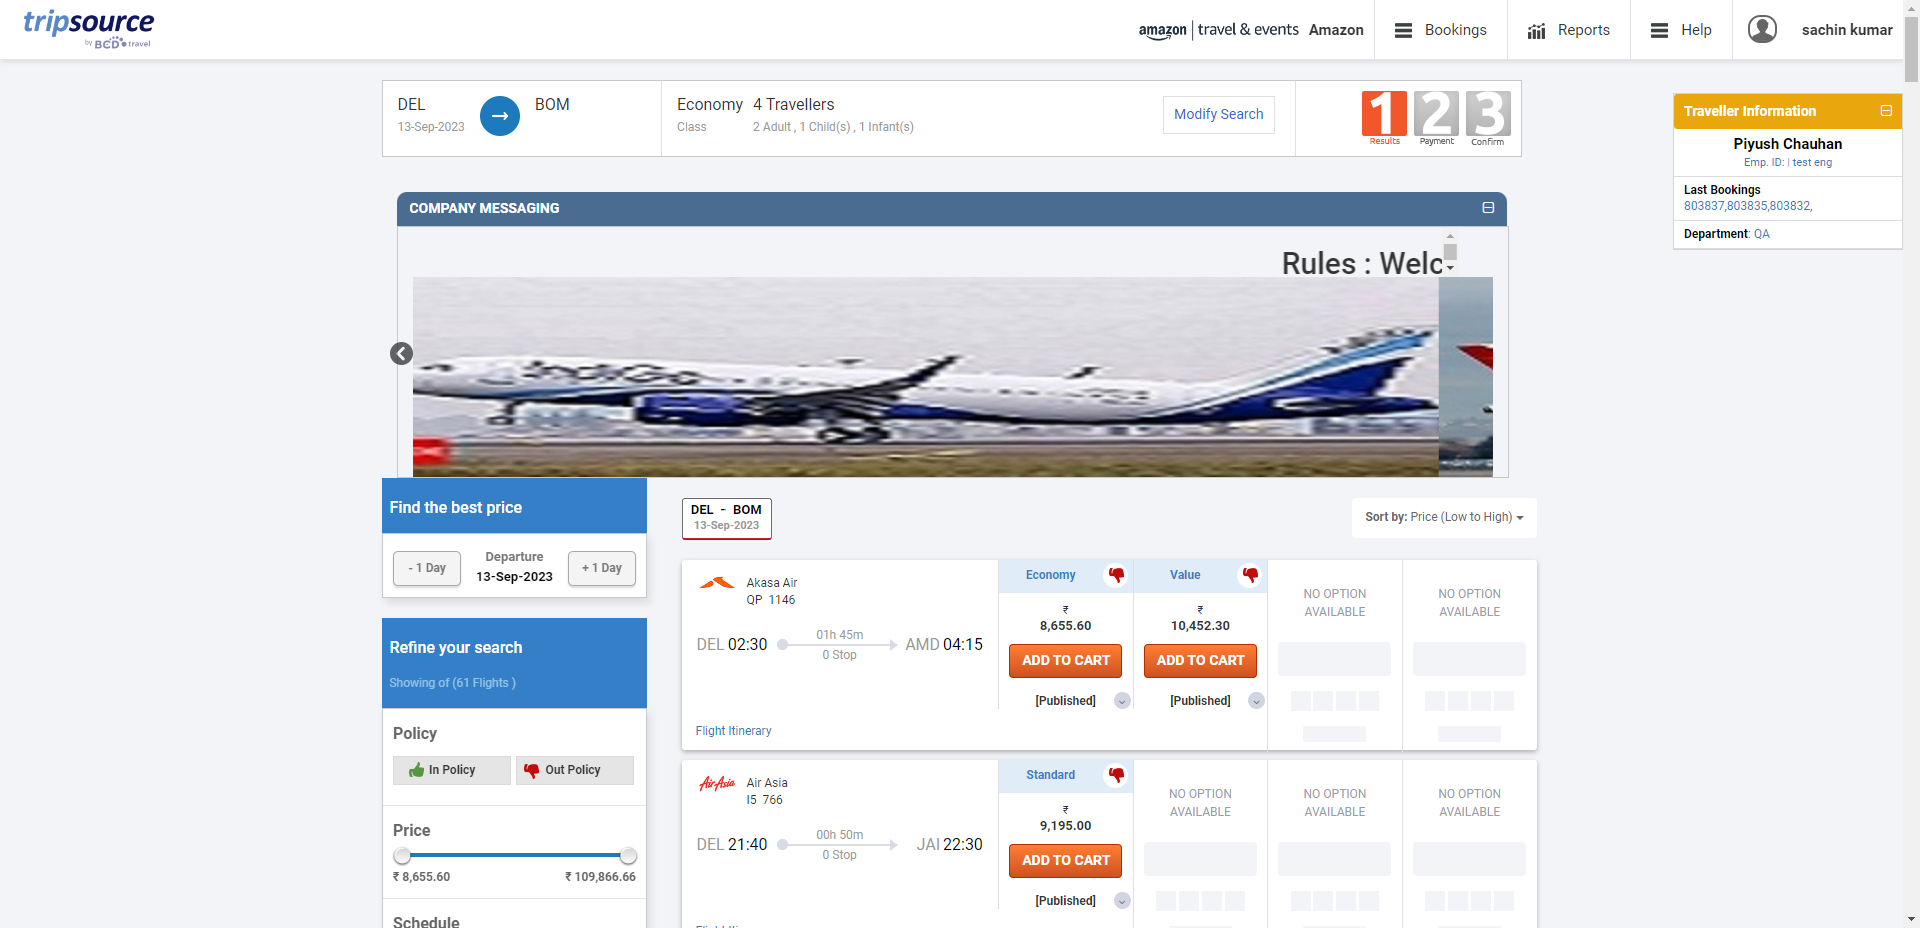 tripsource
by BCD travel
amazon | travel & events Amazon
Bookings
Reports
Help
sachin kumar
DEL
13-Sep-2023
BOM
Economy
Class
4 Travellers
2 Adult , 1 Child(s) , 1 Infant(s)
Modify Search
1
Results
2
Payment
3
Confirm
Traveller Information
Piyush Chauhan
Emp. ID: | test eng
Last Bookings
803837,803835,803832,
Department: QA
COMPANY MESSAGING
Rules : Welc
IndiGo
Find the best price
- 1 Day
Departure
13-Sep-2023
+ 1 Day
Refine your search
Showing of (61 Flights )
Policy
In Policy
Out Policy
Price
₹ 8,655.60
₹ 109,866.66
Schedule
DEL - BOM
13-Sep-2023
Sort by: Price (Low to High)
Akasa Air
QP 1146
DEL 02:30
01h 45m
0 Stop
AMD 04:15
Flight Itinerary
Economy
₹
8,655.60
ADD TO CART
[Published]
Value
₹
10,452.30
ADD TO CART
[Published]
NO OPTION
AVAILABLE
NO OPTION
AVAILABLE
AirAsia
Air Asia
I5 766
DEL 21:40
00h 50m
0 Stop
JAI 22:30
Standard
₹
9,195.00
ADD TO CART
[Published]
NO OPTION
AVAILABLE
NO OPTION
AVAILABLE
NO OPTION
AVAILABLE